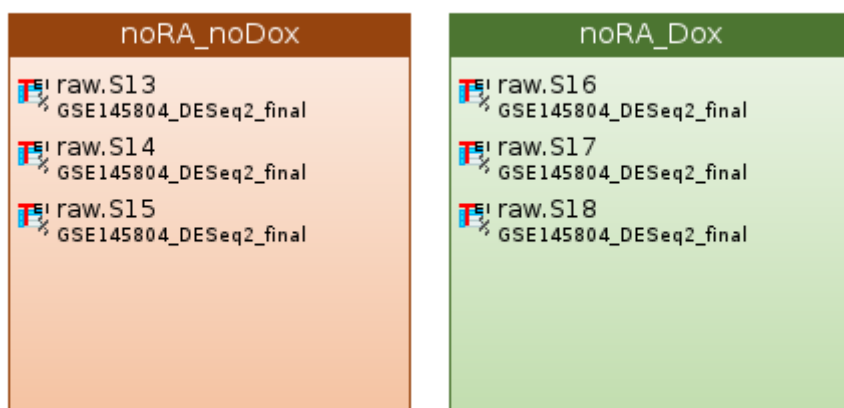 noRA_noDox
raw.S13
GSE145804_DESeq2_final
raw.S14
GSE145804_DESeq2_final
raw.S15
GSE145804_DESeq2_final
noRA_Dox
raw.S16
GSE145804_DESeq2_final
raw.S17
GSE145804_DESeq2_final
raw.S18
GSE145804_DESeq2_final